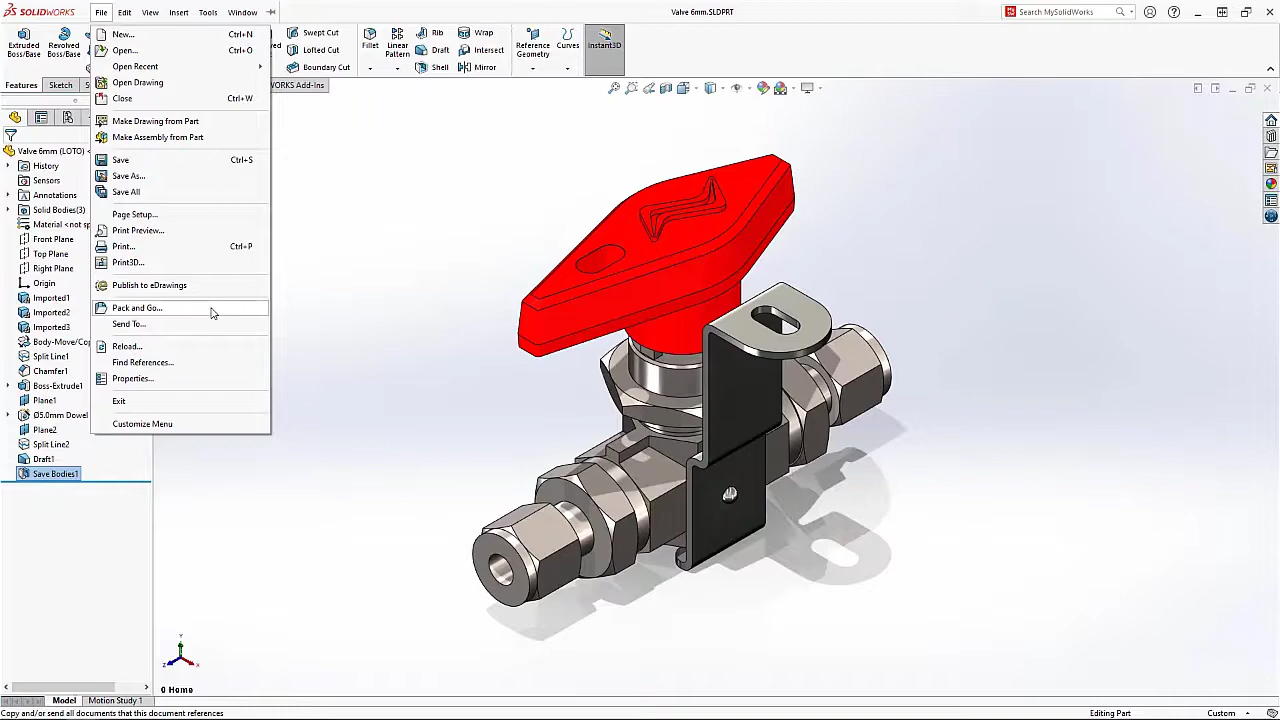 SOLIDWORKS File Edit View Insert Tools Window Valve 6mm.SLDPRT Search MySolidWorks
Extruded Boss/Base
Revolved Boss/Base
Swept Cut
Lofted Cut
Boundary Cut
Fillet
Linear Pattern
Rib
Draft
Shell
Wrap
Intersect
Mirror
Reference Geometry
Curves
Instant3D
Features Sketch WORKS Add-Ins
New... Ctrl+N
Open... Ctrl+O
Open Recent
Open Drawing
Close Ctrl+W
Make Drawing from Part
Make Assembly from Part
Save Ctrl+S
Save As...
Save All
Page Setup...
Print Preview...
Print... Ctrl+P
Print3D...
Publish to eDrawings
Pack and Go...
Send To...
Reload...
Find References...
Properties...
Exit
Customize Menu
Valve 6mm (LOTO) <
History
Sensors
Annotations
Solid Bodies(3)
Material <not sp
Front Plane
Top Plane
Right Plane
Origin
Imported1
Imported2
Imported3
Body-Move/Cop
Split Line1
Chamfer1
Boss-Extrude1
Plane1
Ø5.0mm Dowel
Plane2
Split Line2
Draft1
Save Bodies1
Y
Z X
0 Home
Model Motion Study 1
Copy and/or send all documents that this document references Editing Part Custom